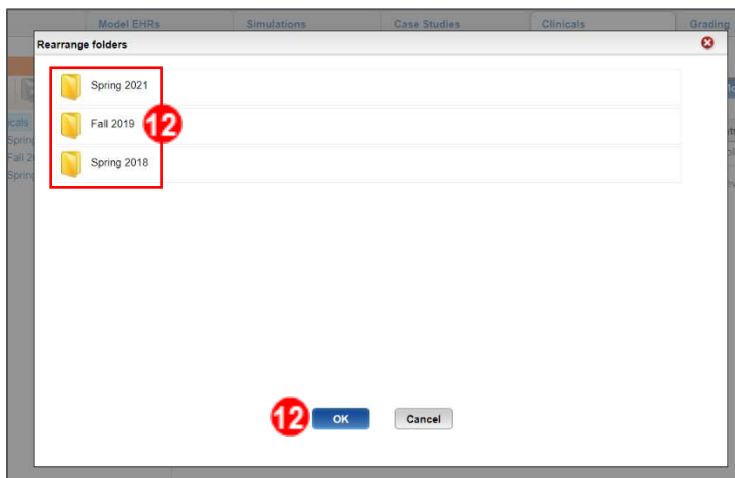 Model EHRs Simulations Case Studies Clinicals Grading
Rearrange folders
Spring 2021
Fall 2019 12
Spring 2018
12 OK Cancel